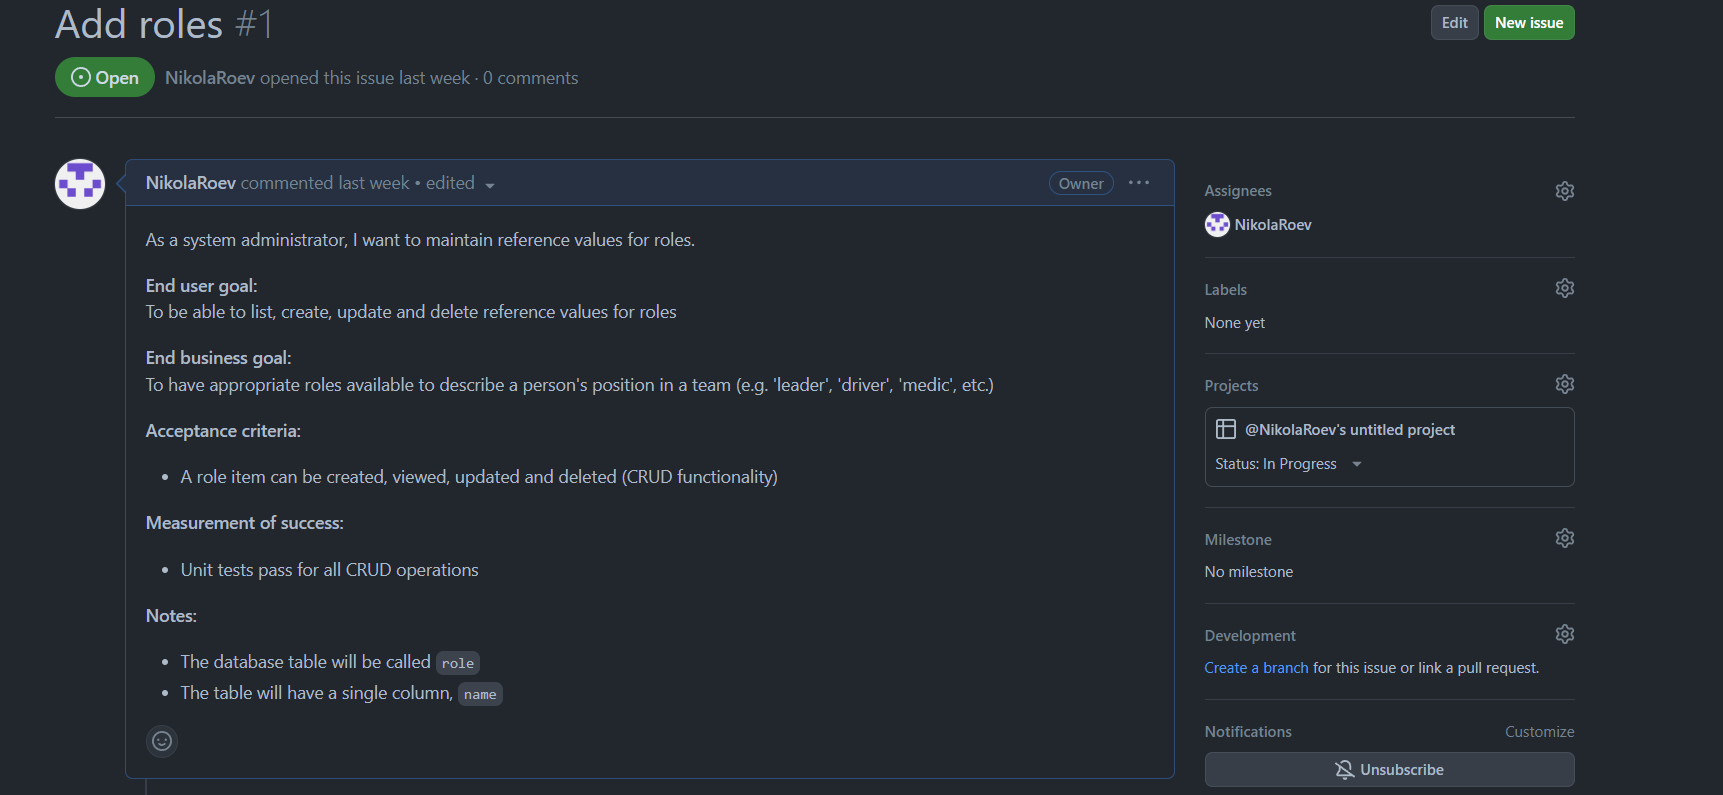 Add roles #1
Edit
New issue
Open
NikolaRoev opened this issue last week · 0 comments
NikolaRoev commented last week • edited
Owner
As a system administrator, I want to maintain reference values for roles.
End user goal:
To be able to list, create, update and delete reference values for roles
End business goal:
To have appropriate roles available to describe a person's position in a team (e.g. 'leader', 'driver', 'medic', etc.)
Acceptance criteria:
• A role item can be created, viewed, updated and deleted (CRUD functionality)
Measurement of success:
• Unit tests pass for all CRUD operations
Notes:
• The database table will be called role
• The table will have a single column, name
Assignees
NikolaRoev
Labels
None yet
Projects
@NikolaRoev's untitled project
Status: In Progress
Milestone
No milestone
Development
Create a branch for this issue or link a pull request.
Notifications
Customize
Unsubscribe